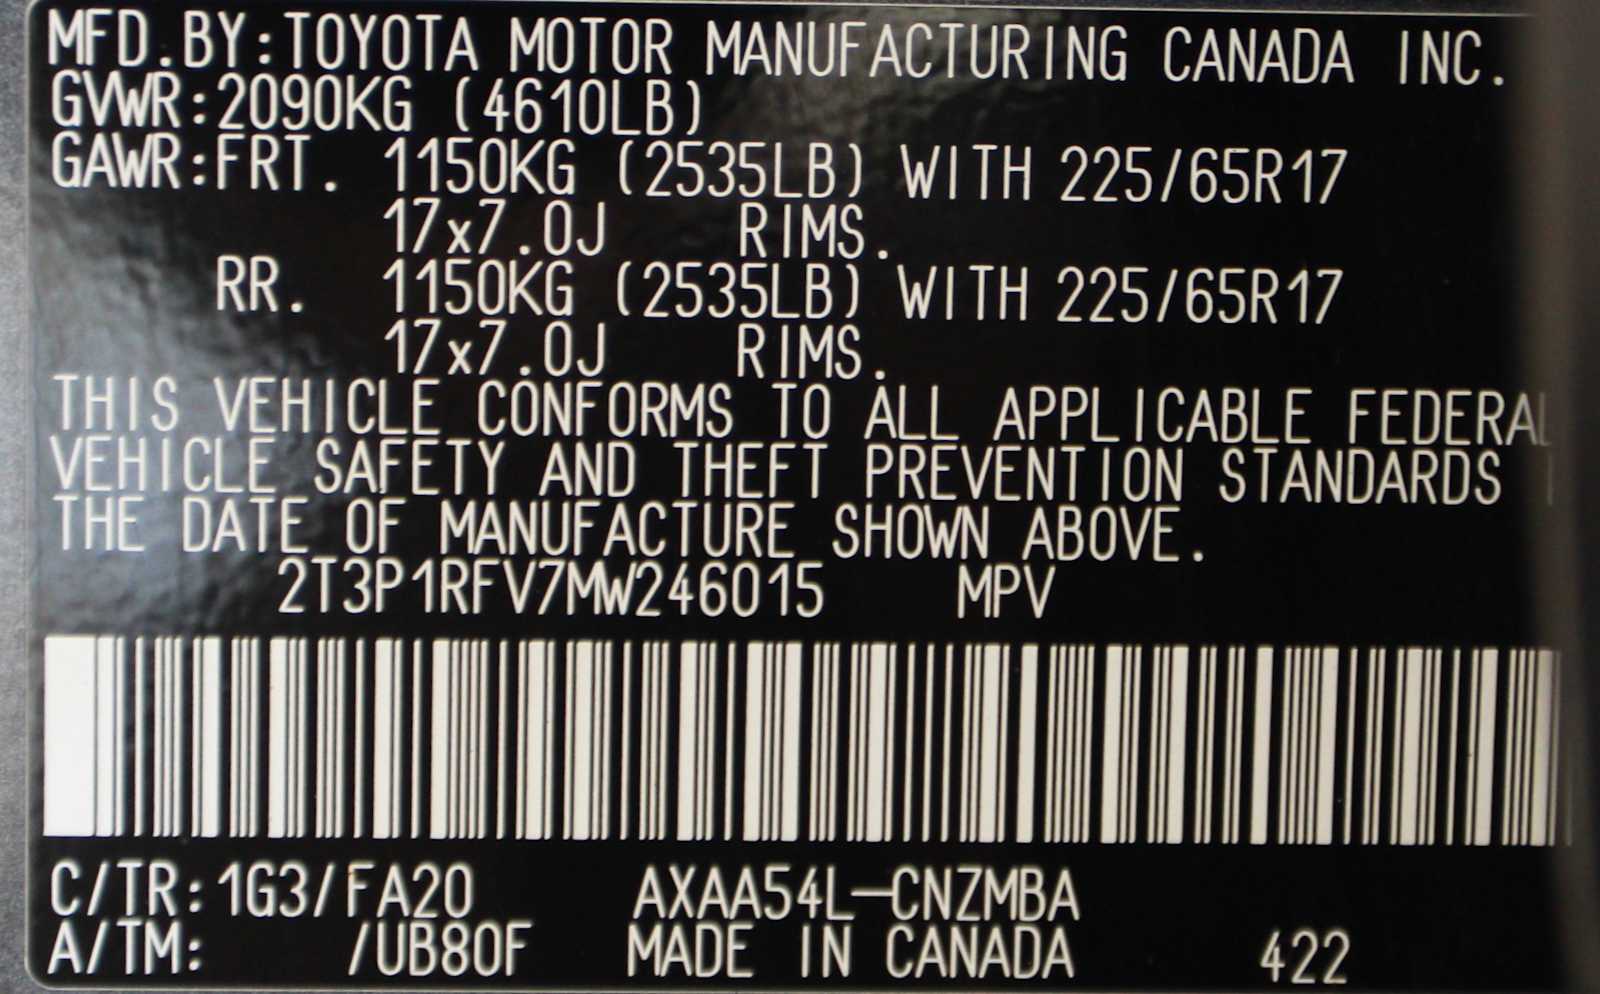 MFD.BY:TOYOTA MOTOR MANUFACTURING CANADA INC.
GVWR:2090KG (4610LB)
GAWR:FRT. 1150KG (2535LB) WITH 225/65R17
17x7.0J RIMS.
RR. 1150KG (2535LB) WITH 225/65R17
17x7.0J RIMS.
THIS VEHICLE CONFORMS TO ALL APPLICABLE FEDERAL
VEHICLE SAFETY AND THEFT PREVENTION STANDARDS
THE DATE OF MANUFACTURE SHOWN ABOVE.
2T3P1RFV7MW246015 MPV
C/TR:1G3/FA20 AXAA54L-CNZMBA
A/TM: /UB80F MADE IN CANADA 422